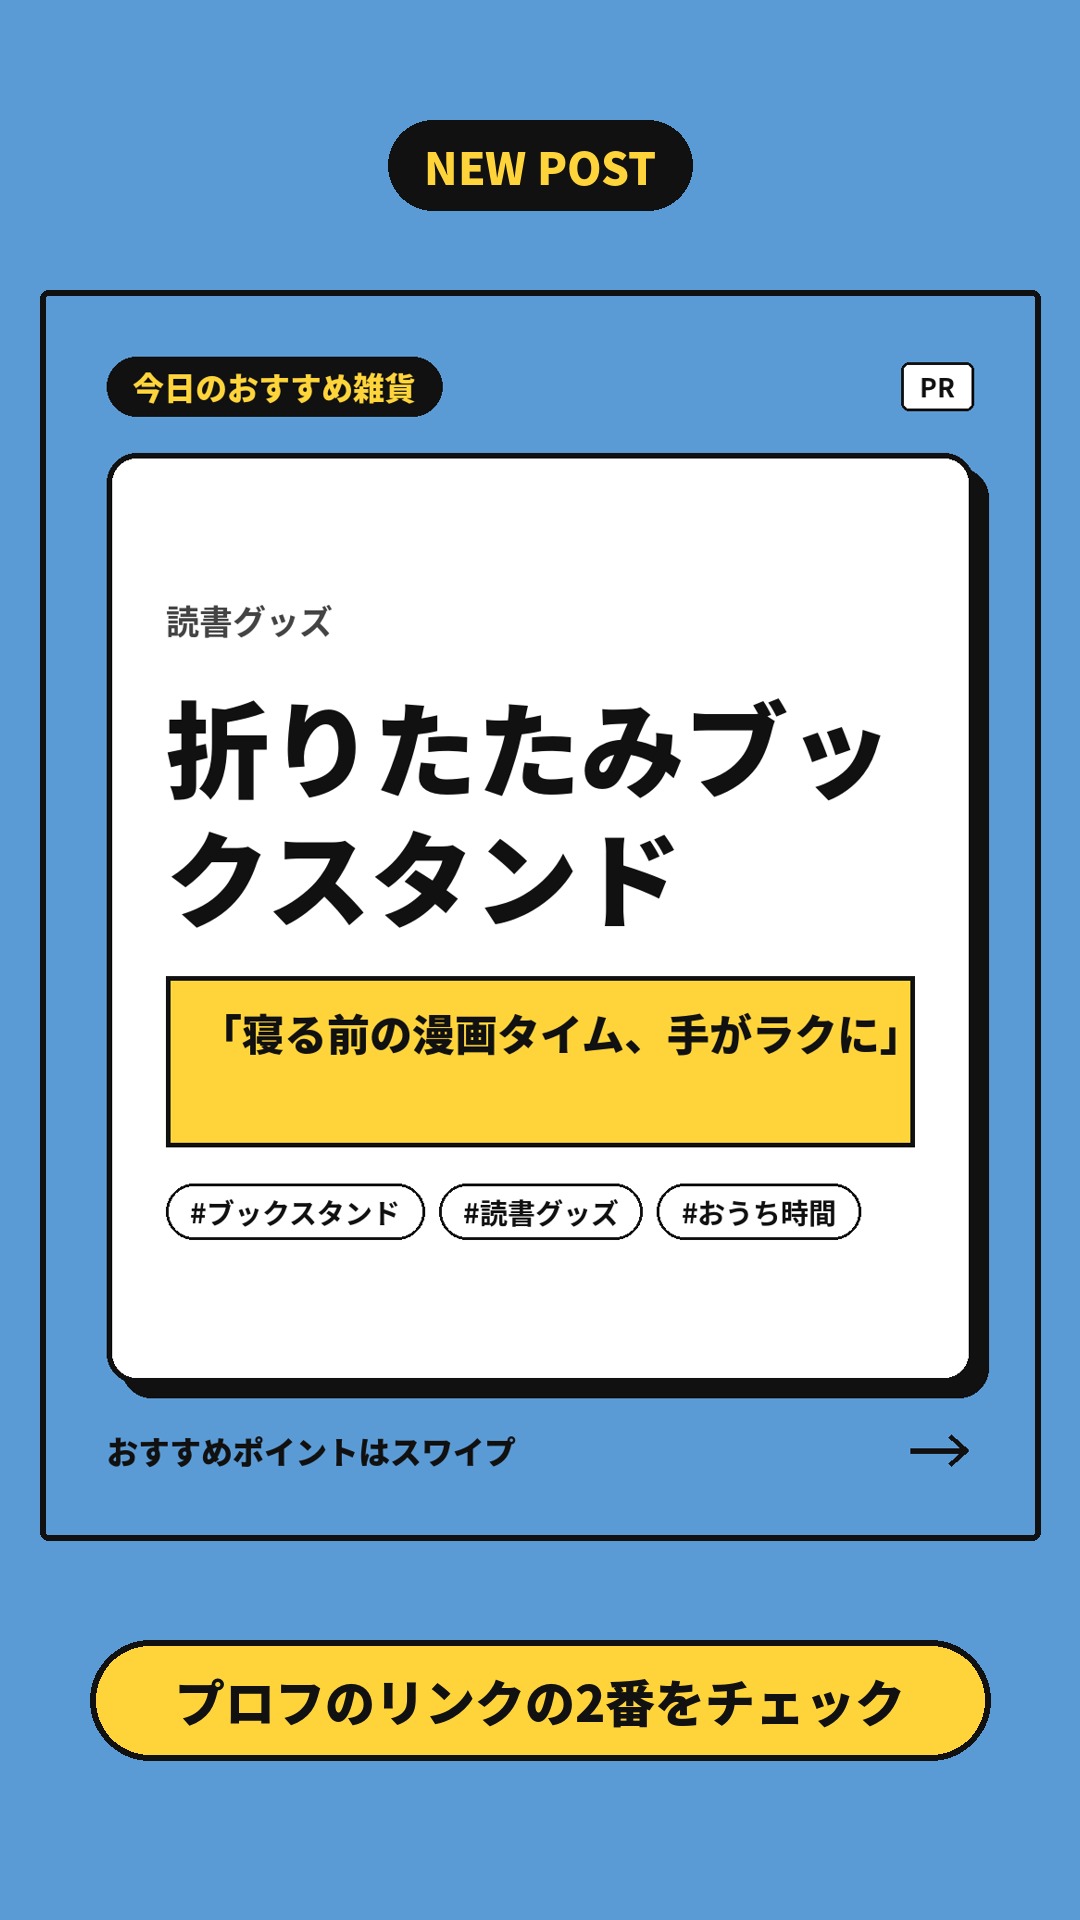 NEW POST
今日のおすすめ雑貨
PR
読書グッズ
折りたたみブッ
クスタンド
「寝る前の漫画タイム、手がラクに」
#ブックスタンド #読書グッズ #おうち時間
おすすめポイントはスワイプ →
プロフのリンクの2番をチェック